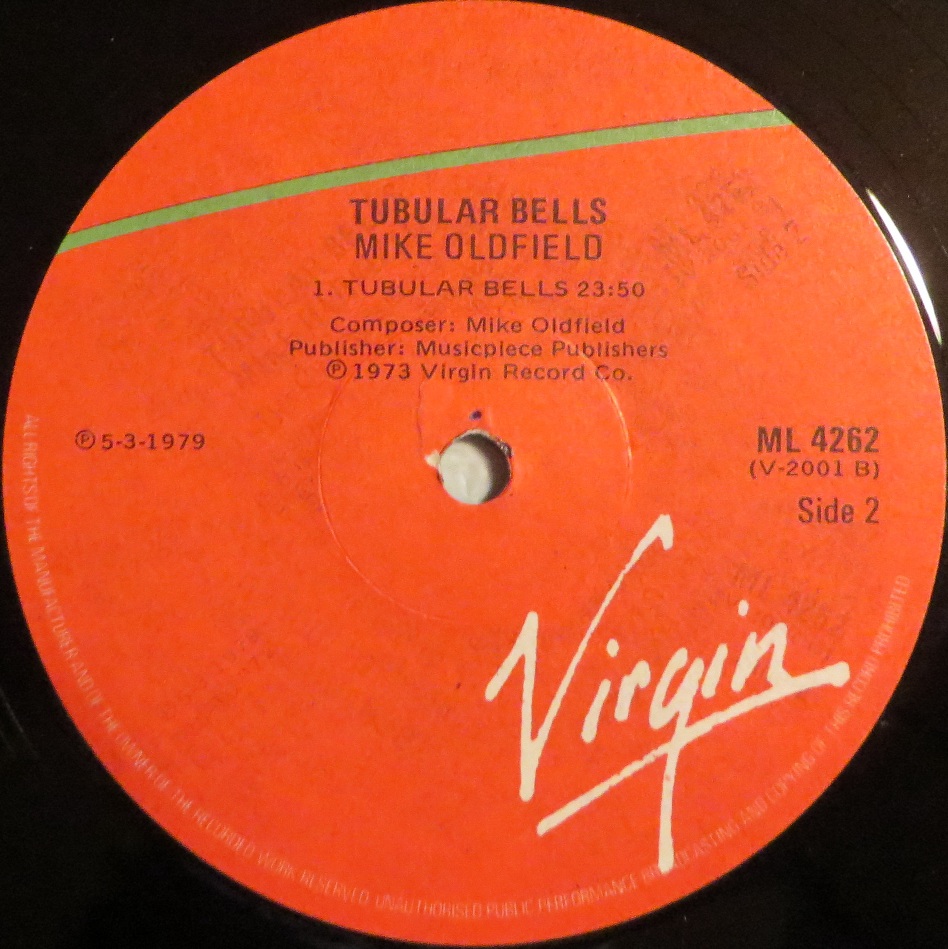 TUBULAR BELLS
MIKE OLDFIELD
1. TUBULAR BELLS 23:50
Composer: Mike Oldfield
Publisher: Musicpiece Publishers
℗1973 Virgin Record Co.
℗5-3-1979
ML 4262
(V-2001 B)
Side 2
Virgin
ALL RIGHTS OF THE MANUFACTURER AND OF THE OWNER OF THE RECORDED WORK RESERVED. UNAUTHORISED PUBLIC PERFORMANCE BROADCASTING AND COPYING OF THIS RECORD PROHIBITED